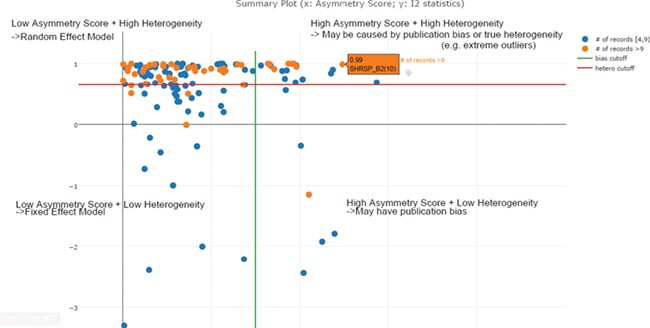 Summary Plot (x: Asymmetry Score; y: I2 statistics)
Low Asymmetry Score + High Heterogeneity
->Random Effect Model
High Asymmetry Score + High Heterogeneity
-> May be caused by publication bias or true heterogeneity
(e.g. extreme outliers)
# of records [4,9)
# of records >9
bias cutoff
hetero cutoff
0.99
SHRSP_B2(10)
# of records >9
1
0
−1
−2
−3
Low Asymmetry Score + Low Heterogeneity
->Fixed Effect Model
High Asymmetry Score + Low Heterogeneity
->May have publication bias